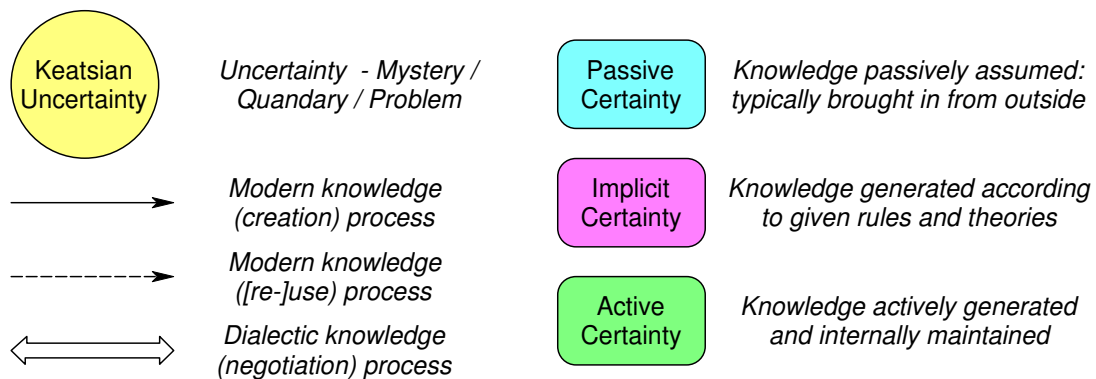 Keatsian
Uncertainty
Uncertainty - Mystery /
Quandary / Problem
Modern knowledge
(creation) process
Modern knowledge
([re-]use) process
Dialectic knowledge
(negotiation) process
Passive
Certainty
Knowledge passively assumed:
typically brought in from outside
Implicit
Certainty
Knowledge generated according
to given rules and theories
Active
Certainty
Knowledge actively generated
and internally maintained